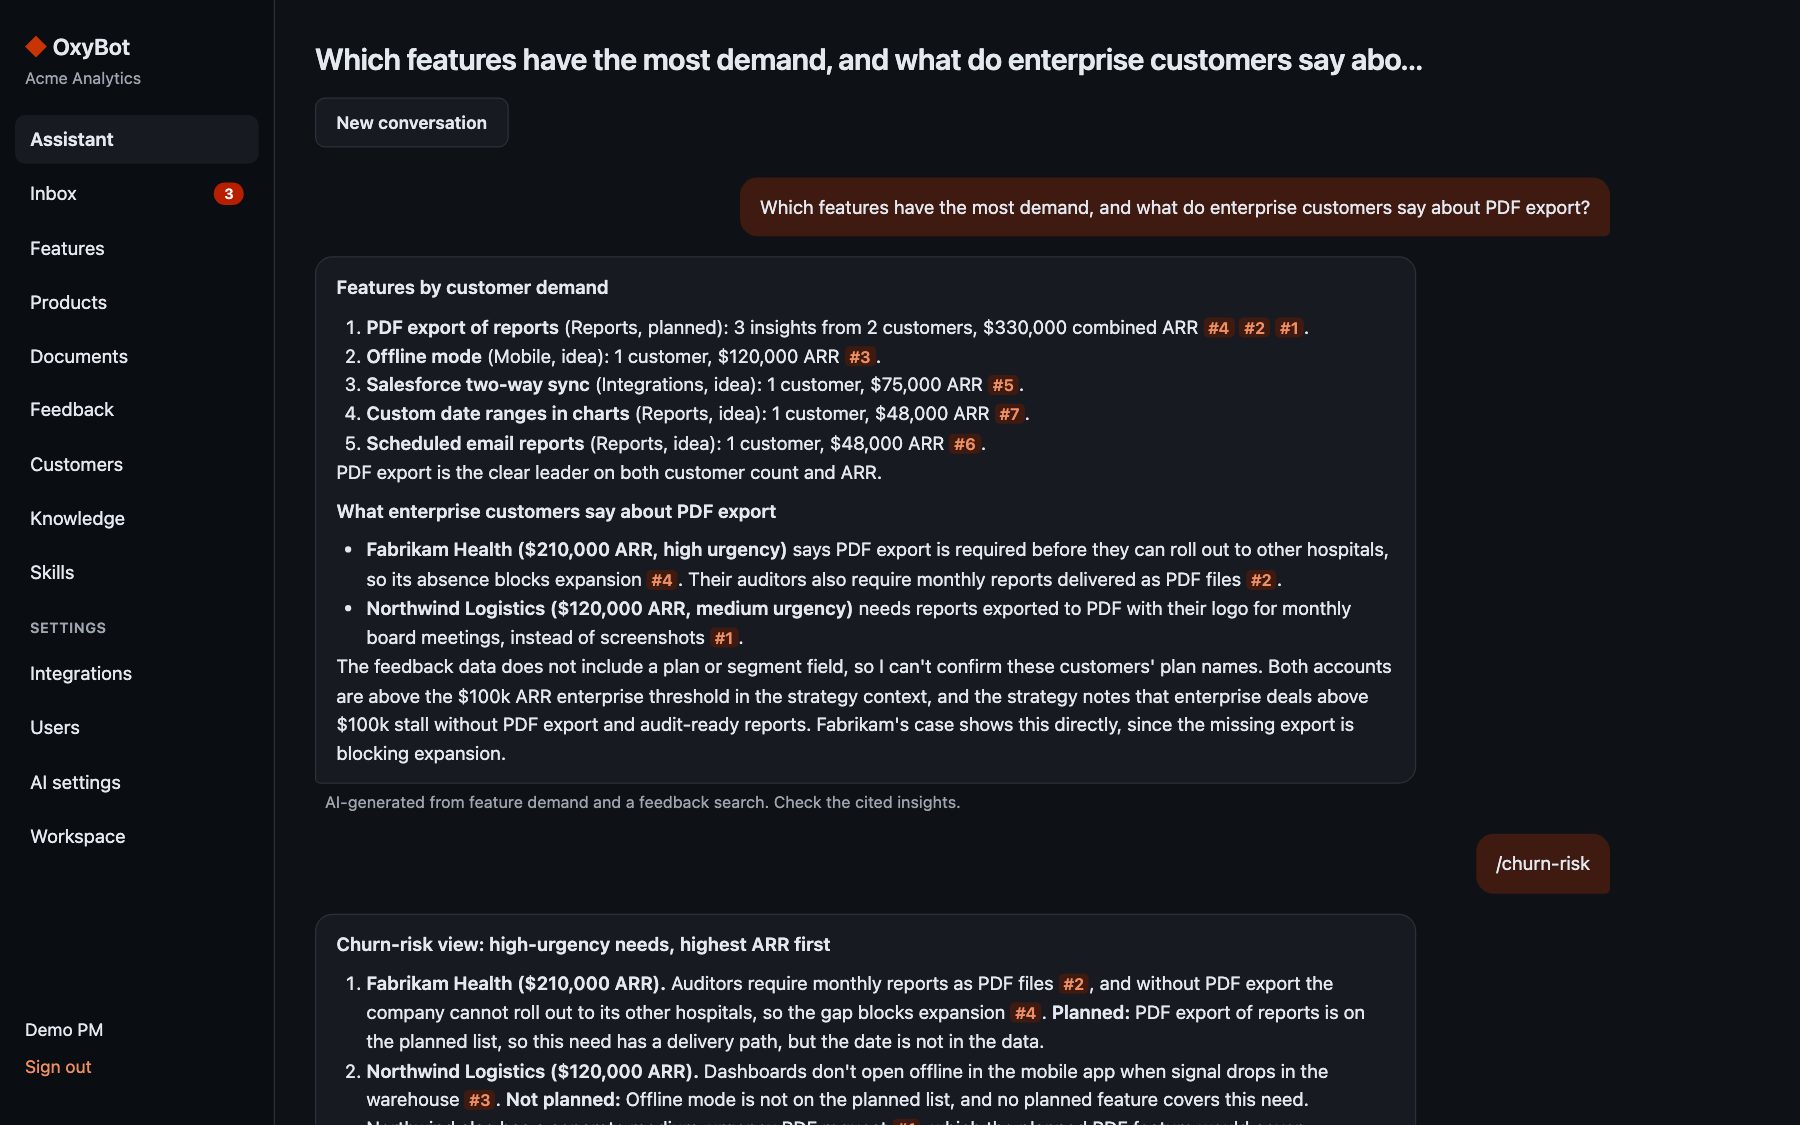 OxyBot
Acme Analytics
Assistant
Inbox
3
Features
Products
Documents
Feedback
Customers
Knowledge
Skills
SETTINGS
Integrations
Users
AI settings
Workspace
Demo PM
Sign out
Which features have the most demand, and what do enterprise customers say abo...
New conversation
Which features have the most demand, and what do enterprise customers say about PDF export?
Features by customer demand
1. PDF export of reports (Reports, planned): 3 insights from 2 customers, $330,000 combined ARR #4 #2 #1.
2. Offline mode (Mobile, idea): 1 customer, $120,000 ARR #3.
3. Salesforce two-way sync (Integrations, idea): 1 customer, $75,000 ARR #5.
4. Custom date ranges in charts (Reports, idea): 1 customer, $48,000 ARR #7.
5. Scheduled email reports (Reports, idea): 1 customer, $48,000 ARR #6.
PDF export is the clear leader on both customer count and ARR.
What enterprise customers say about PDF export
• Fabrikam Health ($210,000 ARR, high urgency) says PDF export is required before they can roll out to other hospitals,
so its absence blocks expansion #4. Their auditors also require monthly reports delivered as PDF files #2.
• Northwind Logistics ($120,000 ARR, medium urgency) needs reports exported to PDF with their logo for monthly
board meetings, instead of screenshots #1.
The feedback data does not include a plan or segment field, so I can't confirm these customers' plan names. Both accounts
are above the $100k ARR enterprise threshold in the strategy context, and the strategy notes that enterprise deals above
$100k stall without PDF export and audit-ready reports. Fabrikam's case shows this directly, since the missing export is
blocking expansion.
AI-generated from feature demand and a feedback search. Check the cited insights.
/churn-risk
Churn-risk view: high-urgency needs, highest ARR first
1. Fabrikam Health ($210,000 ARR). Auditors require monthly reports as PDF files #2, and without PDF export the
company cannot roll out to its other hospitals, so the gap blocks expansion #4. Planned: PDF export of reports is on
the planned list, so this need has a delivery path, but the date is not in the data.
2. Northwind Logistics ($120,000 ARR). Dashboards don't open offline in the mobile app when signal drops in the
warehouse #3. Not planned: Offline mode is not on the planned list, and no planned feature covers this need.